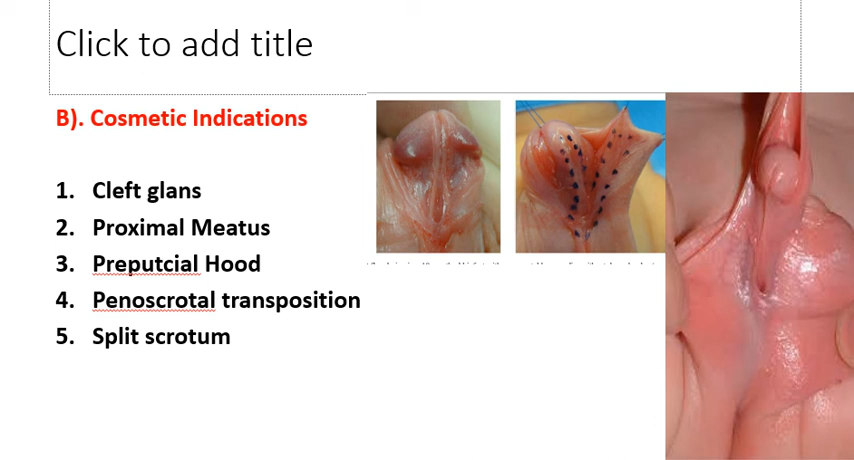 Click to add title
B). Cosmetic Indications
1. Cleft glans
2. Proximal Meatus
3. Preputcial Hood
4. Penoscrotal transposition
5. Split scrotum